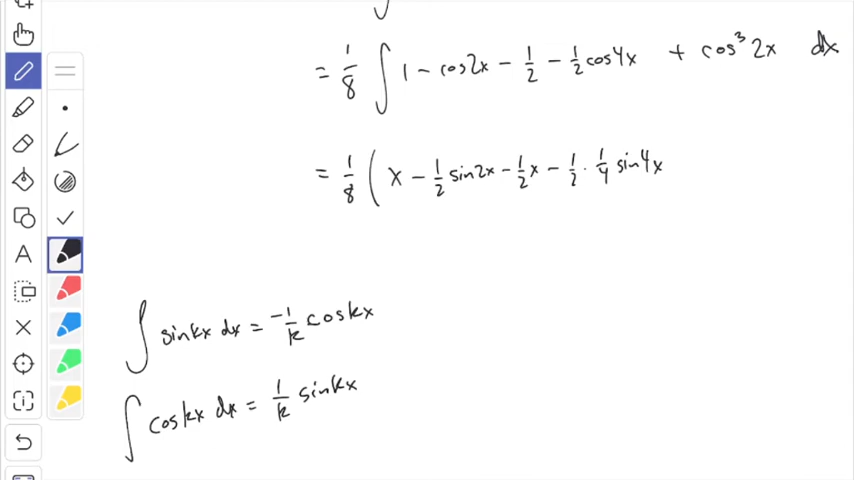 = 1/8 ∫ 1 - cos2x - 1/2 - 1/2 cos4x + cos³2x dx
= 1/8 ( x - 1/2 sin2x - 1/2 x - 1/2 · 1/4 sin4x
∫ sinkx dx = -1/k coskx
∫ coskx dx = 1/k sinkx
A